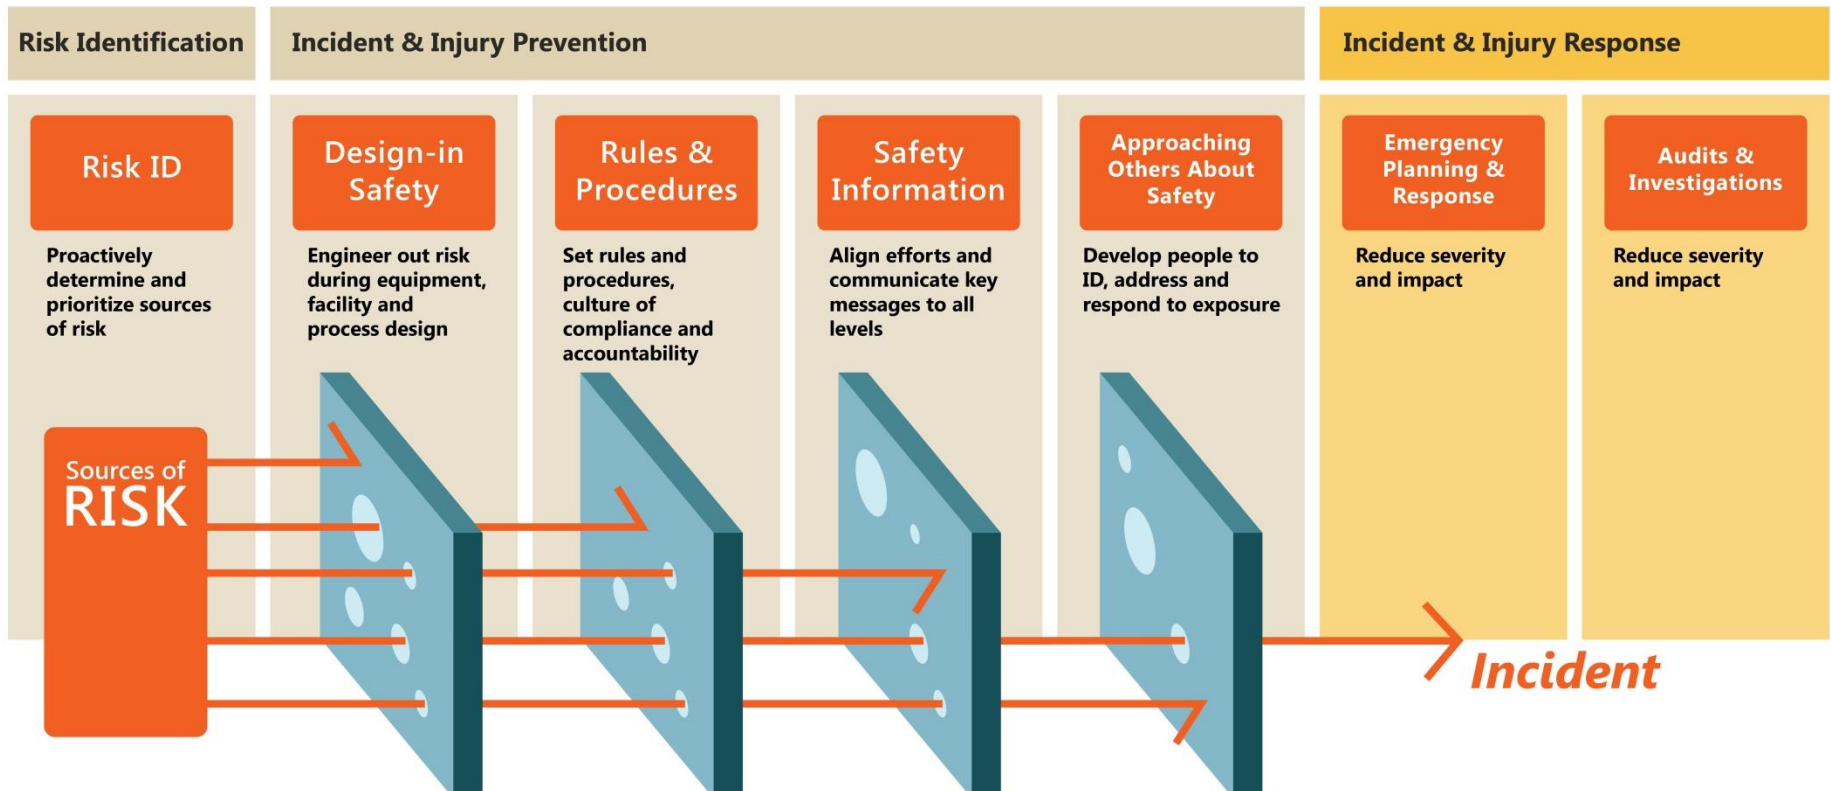 Risk Identification
Incident & Injury Prevention
Incident & Injury Response
Risk ID
Proactively
determine and
prioritize sources
of risk
Design-in
Safety
Engineer out risk
during equipment,
facility and
process design
Rules &
Procedures
Set rules and
procedures,
culture of
compliance and
accountability
Safety
Information
Align efforts and
communicate key
messages to all
levels
Approaching
Others About
Safety
Develop people to
ID, address and
respond to exposure
Emergency
Planning &
Response
Reduce severity
and impact
Audits &
Investigations
Reduce severity
and impact
Sources of
RISK
Incident